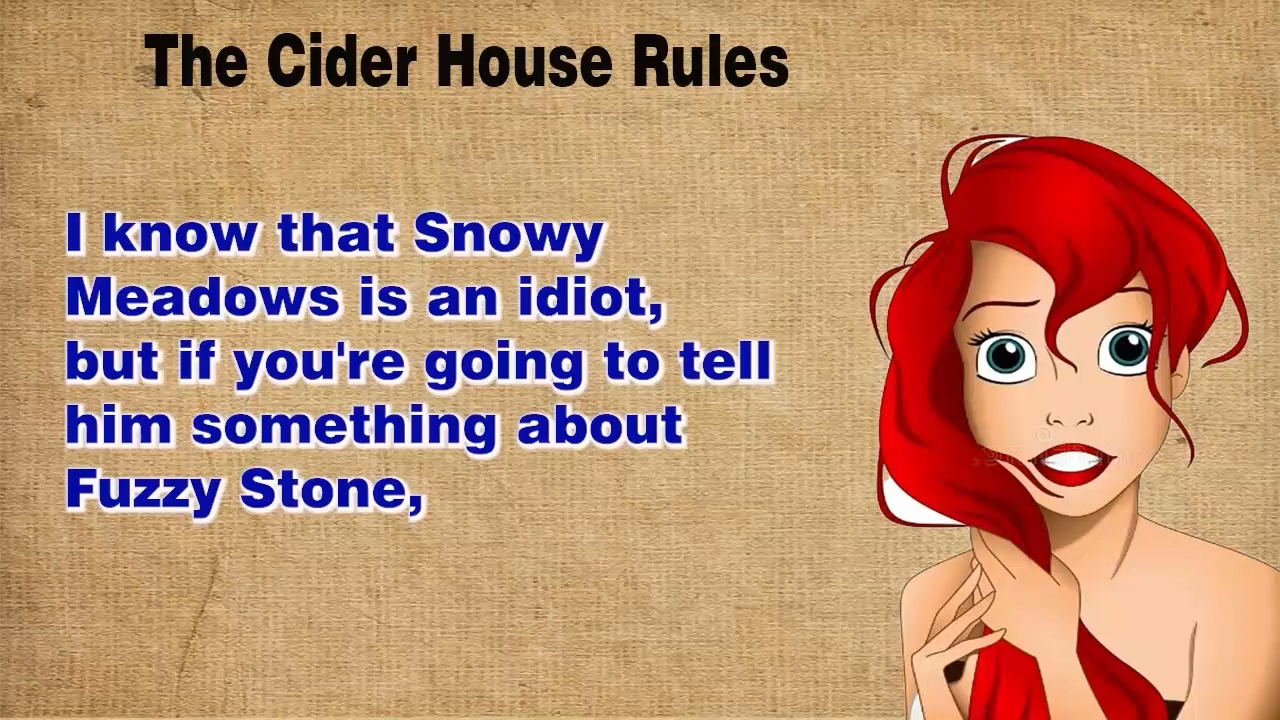 The Cider House Rules
I know that Snowy
Meadows is an idiot,
but if you're going to tell
him something about
Fuzzy Stone,